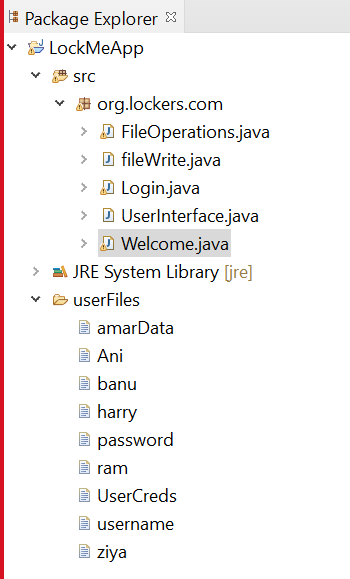 Package Explorer
LockMeApp
src
org.lockers.com
FileOperations.java
fileWrite.java
Login.java
UserInterface.java
Welcome.java
JRE System Library [jre]
userFiles
amarData
Ani
banu
harry
password
ram
UserCreds
username
ziya